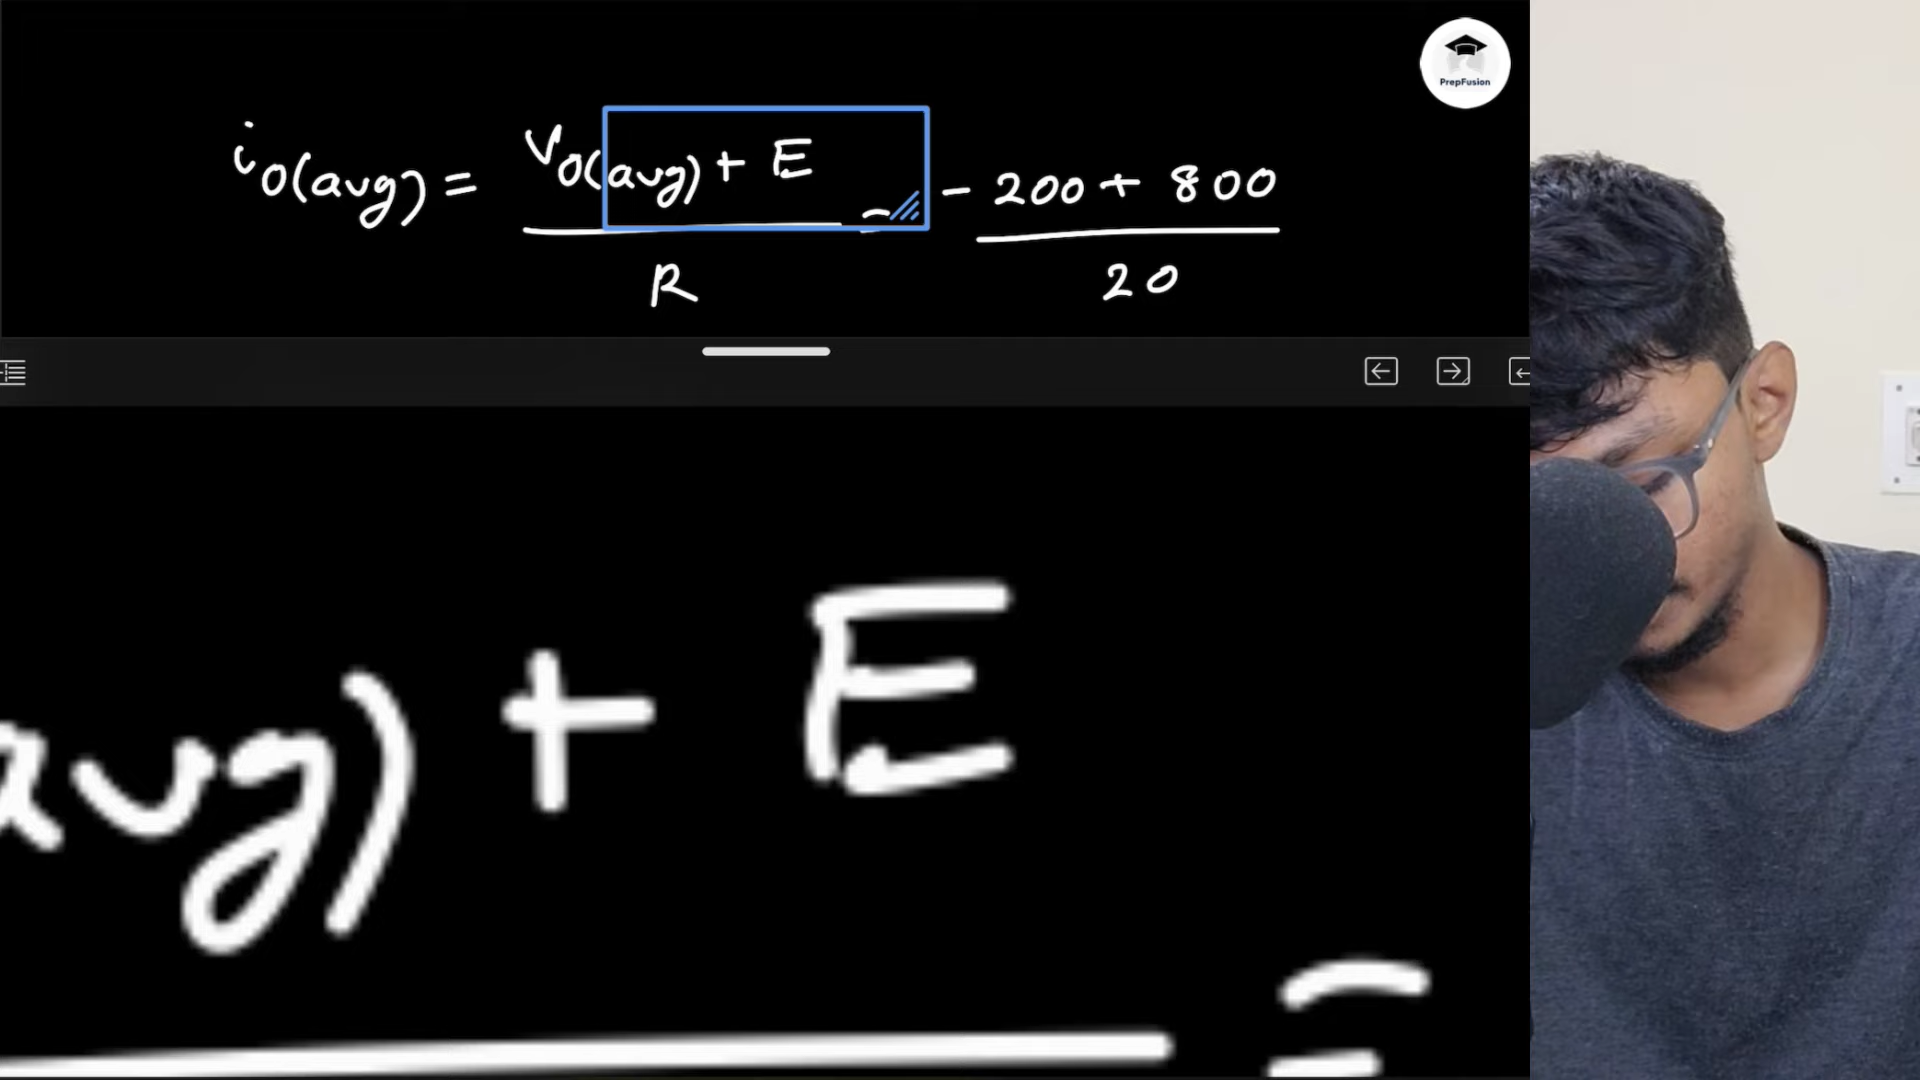 PrepFusion
i₀(avg) = V₀(avg) + E = - 200 + 800
R 20
avg) + E =